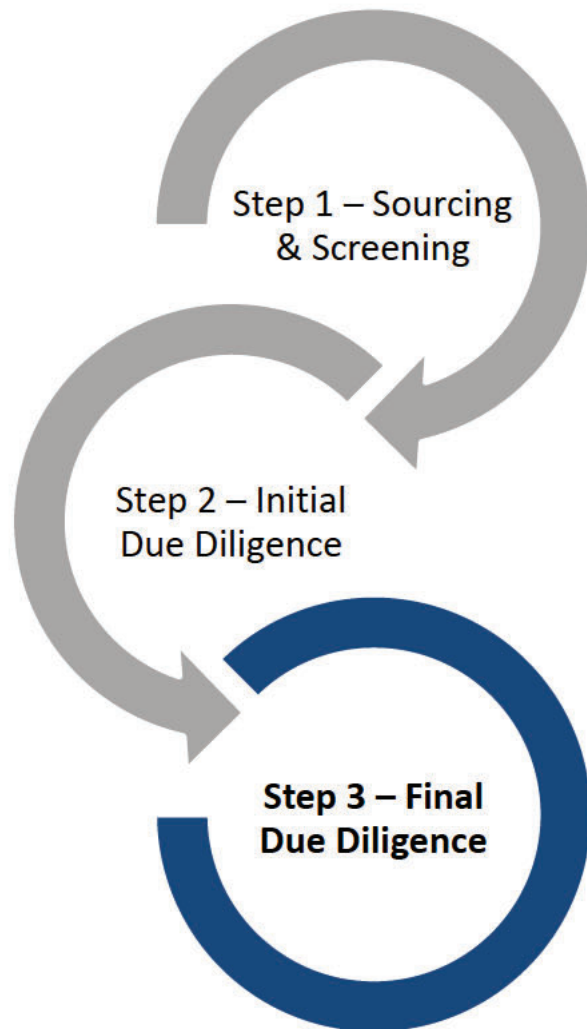 Step 1 – Sourcing
& Screening
Step 2 – Initial
Due Diligence
Step 3 – Final
Due Diligence